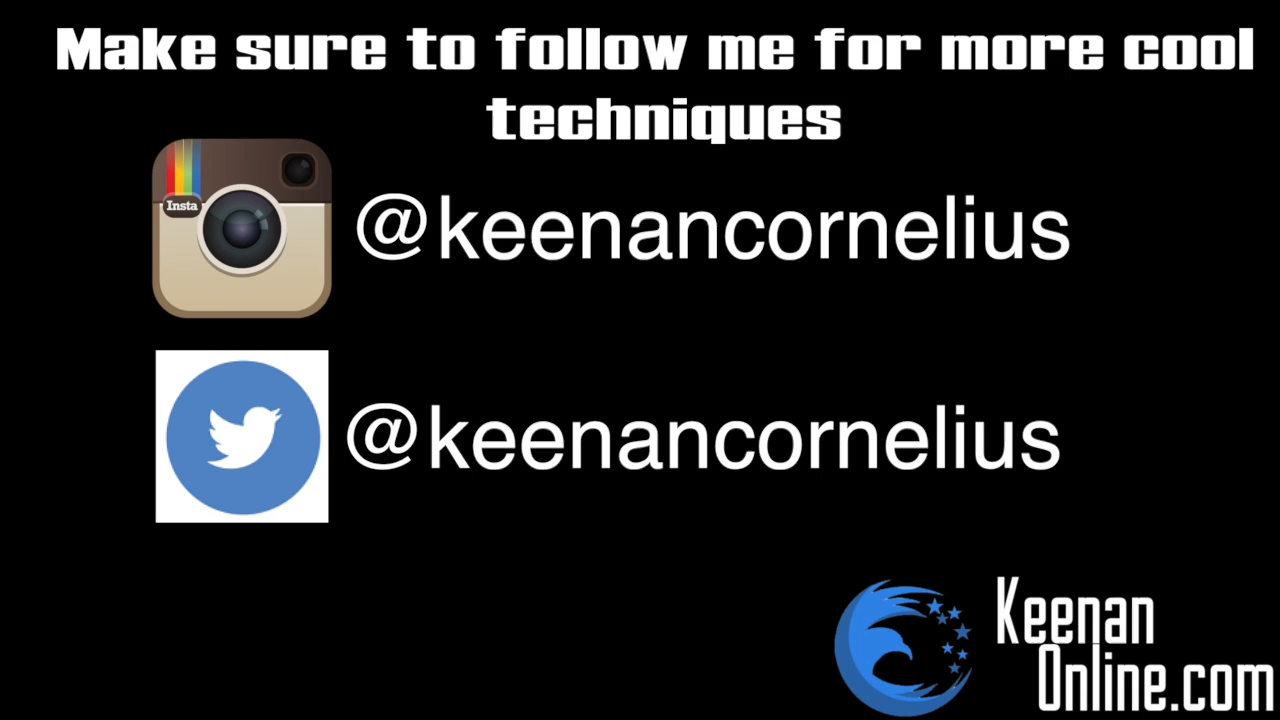 Make sure to follow me for more cool
techniques
Insta
@keenancornelius
@keenancornelius
Keenan
Online.com